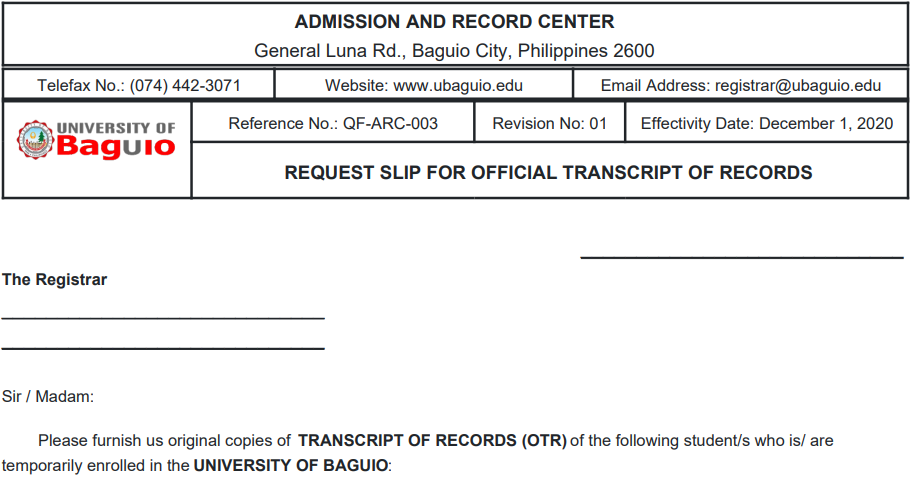 ADMISSION AND RECORD CENTER
General Luna Rd., Baguio City, Philippines 2600
Telefax No.: (074) 442-3071 Website: www.ubaguio.edu Email Address: registrar@ubaguio.edu
UNIVERSITY OF
Baguio
Reference No.: QF-ARC-003 Revision No: 01 Effectivity Date: December 1, 2020
REQUEST SLIP FOR OFFICIAL TRANSCRIPT OF RECORDS
The Registrar
Sir / Madam:
Please furnish us original copies of TRANSCRIPT OF RECORDS (OTR) of the following student/s who is/ are
temporarily enrolled in the UNIVERSITY OF BAGUIO: